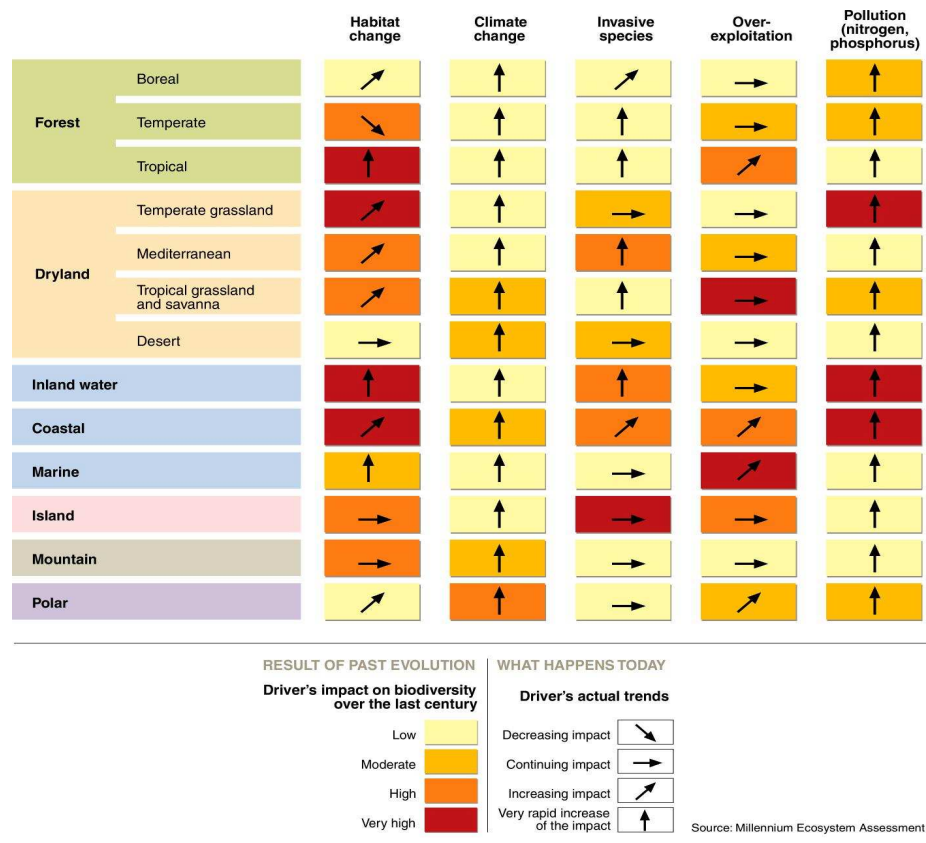 Habitat
change
Climate
change
Invasive
species
Over-
exploitation
Pollution
(nitrogen,
phosphorus)
Forest
Boreal
Temperate
Tropical
Dryland
Temperate grassland
Mediterranean
Tropical grassland
and savanna
Desert
Inland water
Coastal
Marine
Island
Mountain
Polar
RESULT OF PAST EVOLUTION
Driver's impact on biodiversity
over the last century
Low
Moderate
High
Very high
WHAT HAPPENS TODAY
Driver's actual trends
Decreasing impact
Continuing impact
Increasing impact
Very rapid increase
of the impact
Source: Millennium Ecosystem Assessment